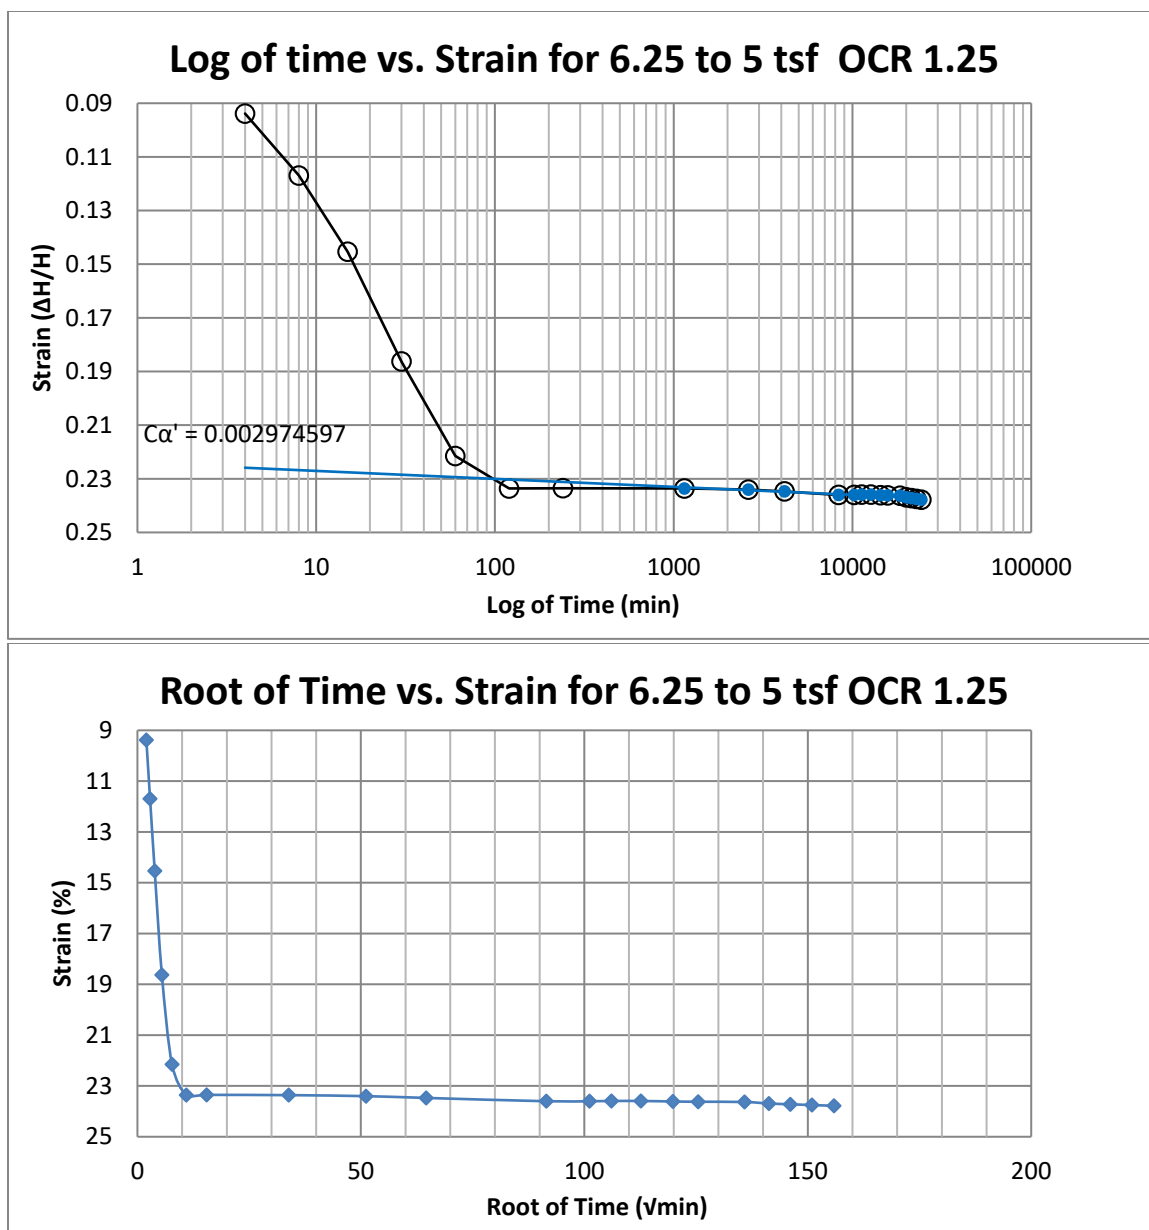 Log of time vs. Strain for 6.25 to 5 tsf  OCR 1.25
0.09
0.11
0.13
0.15
0.17
0.19
0.21
0.23
0.25
Strain (ΔH/H)
Cα' = 0.002974597
1 10 100 1000 10000 100000
Log of Time (min)
Root of Time vs. Strain for 6.25 to 5 tsf OCR 1.25
9
11
13
15
17
19
21
23
25
Strain (%)
0 50 100 150 200
Root of Time (√min)